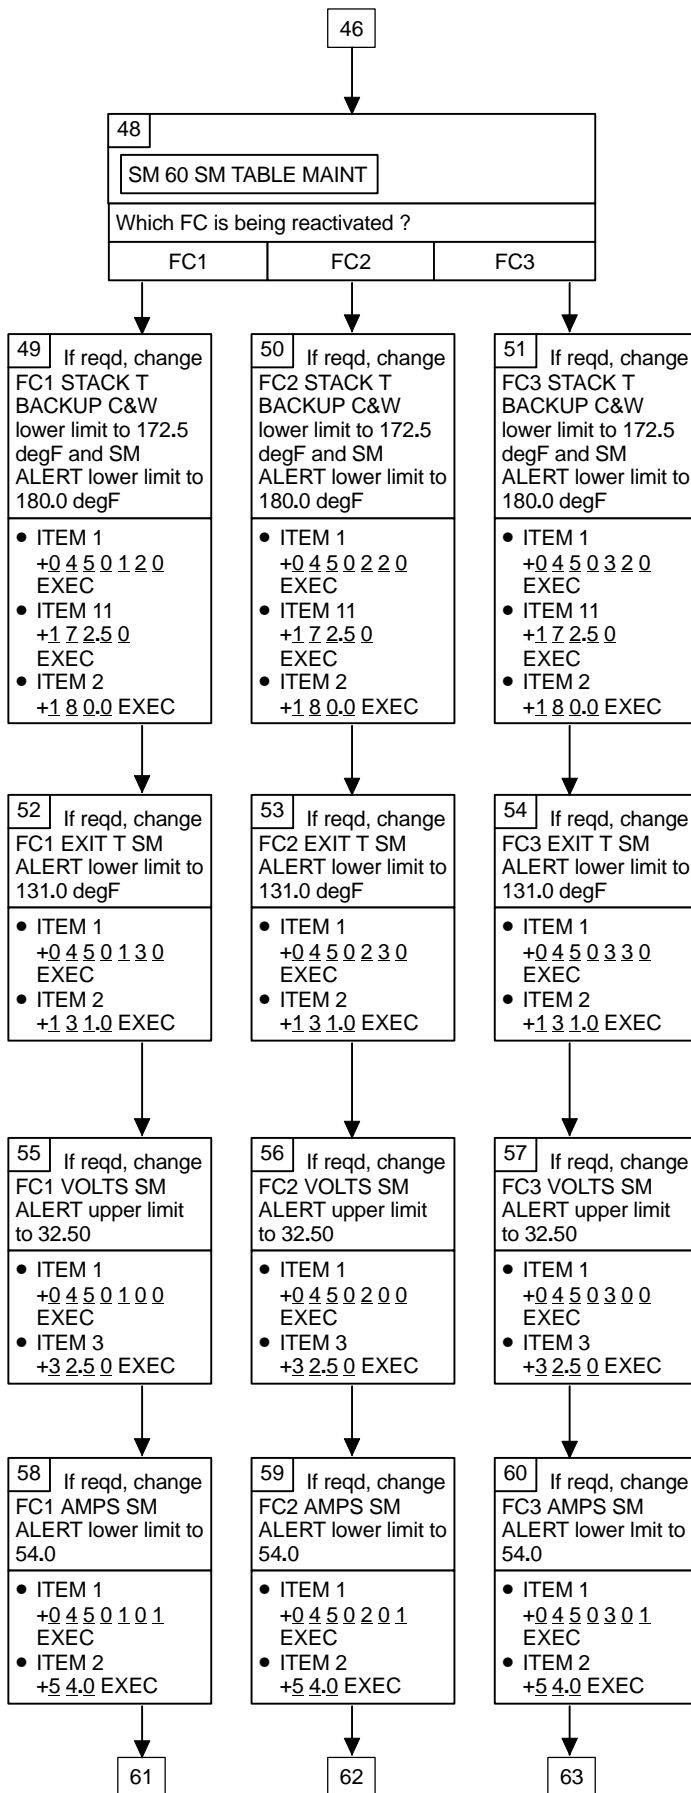 46
48
SM 60 SM TABLE MAINT
Which FC is being reactivated ?
FC1
FC2
FC3
49 If reqd, change
FC1 STACK T
BACKUP C&W
lower limit to 172.5
degF and SM
ALERT lower limit to
180.0 degF
• ITEM 1
+0 4 5 0 1 2 0
EXEC
• ITEM 11
+1 7 2.5 0
EXEC
• ITEM 2
+1 8 0.0 EXEC
50 If reqd, change
FC2 STACK T
BACKUP C&W
lower limit to 172.5
degF and SM
ALERT lower limit to
180.0 degF
• ITEM 1
+0 4 5 0 2 2 0
EXEC
• ITEM 11
+1 7 2.5 0
EXEC
• ITEM 2
+1 8 0.0 EXEC
51 If reqd, change
FC3 STACK T
BACKUP C&W
lower limit to 172.5
degF and SM
ALERT lower limit to
180.0 degF
• ITEM 1
+0 4 5 0 3 2 0
EXEC
• ITEM 11
+1 7 2.5 0
EXEC
• ITEM 2
+1 8 0.0 EXEC
52 If reqd, change
FC1 EXIT T SM
ALERT lower limit to
131.0 degF
• ITEM 1
+0 4 5 0 1 3 0
EXEC
• ITEM 2
+1 3 1.0 EXEC
53 If reqd, change
FC2 EXIT T SM
ALERT lower limit to
131.0 degF
• ITEM 1
+0 4 5 0 2 3 0
EXEC
• ITEM 2
+1 3 1.0 EXEC
54 If reqd, change
FC3 EXIT T SM
ALERT lower limit to
131.0 degF
• ITEM 1
+0 4 5 0 3 3 0
EXEC
• ITEM 2
+1 3 1.0 EXEC
55 If reqd, change
FC1 VOLTS SM
ALERT upper limit
to 32.50
• ITEM 1
+0 4 5 0 1 0 0
EXEC
• ITEM 3
+3 2.5 0 EXEC
56 If reqd, change
FC2 VOLTS SM
ALERT upper limit
to 32.50
• ITEM 1
+0 4 5 0 2 0 0
EXEC
• ITEM 3
+3 2.5 0 EXEC
57 If reqd, change
FC3 VOLTS SM
ALERT upper limit
to 32.50
• ITEM 1
+0 4 5 0 3 0 0
EXEC
• ITEM 3
+3 2.5 0 EXEC
58 If reqd, change
FC1 AMPS SM
ALERT lower limit to
54.0
• ITEM 1
+0 4 5 0 1 0 1
EXEC
• ITEM 2
+5 4.0 EXEC
59 If reqd, change
FC2 AMPS SM
ALERT lower limit to
54.0
• ITEM 1
+0 4 5 0 2 0 1
EXEC
• ITEM 2
+5 4.0 EXEC
60 If reqd, change
FC3 AMPS SM
ALERT lower lmit to
54.0
• ITEM 1
+0 4 5 0 3 0 1
EXEC
• ITEM 2
+5 4.0 EXEC
61
62
63